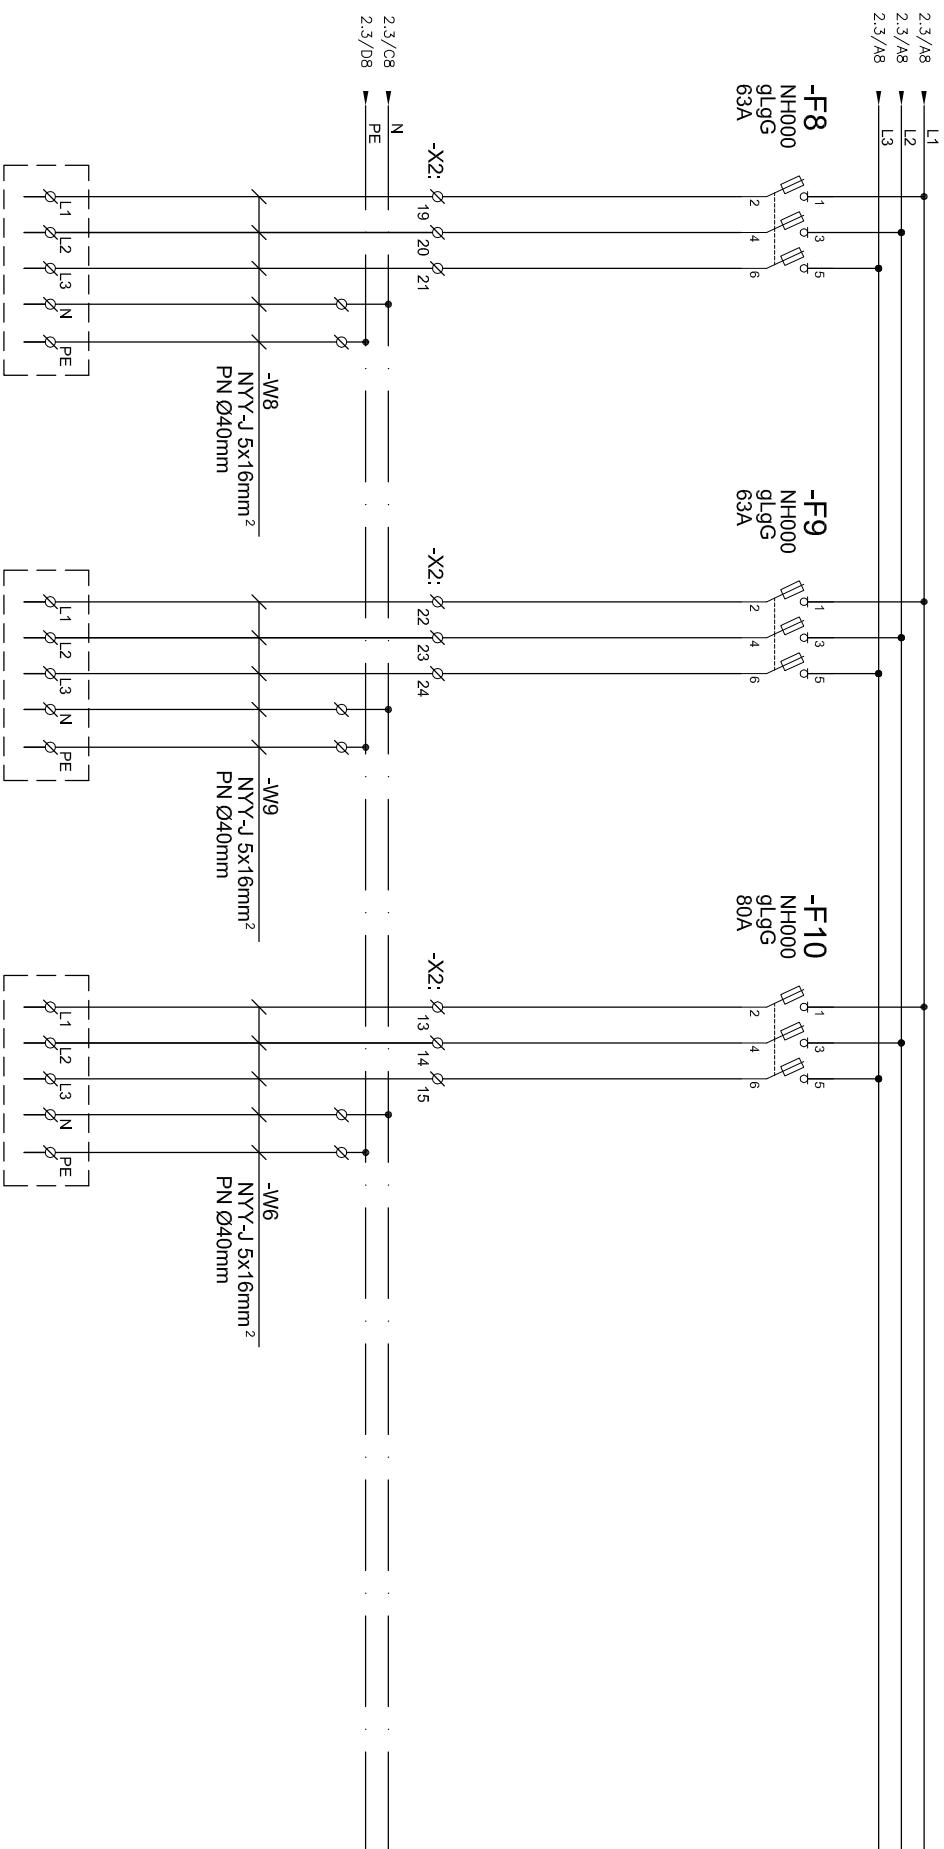 2.3/A8
L1
2.3/A8
L2
2.3/A8
L3
-F8
NH000
gLgG
63A
1
3
5
2
4
6
-F9
NH000
gLgG
63A
1
3
5
2
4
6
-F10
NH000
gLgG
80A
1
3
5
2
4
6
-X2:
19
20
21
-X2:
22
23
24
-X2:
13
14
15
2.3/C8
N
2.3/D8
PE
-W8
NYY-J 5x16mm²
PN Ø40mm
-W9
NYY-J 5x16mm²
PN Ø40mm
-W6
NYY-J 5x16mm²
PN Ø40mm
L1
L2
L3
N
PE
L1
L2
L3
N
PE
L1
L2
L3
N
PE